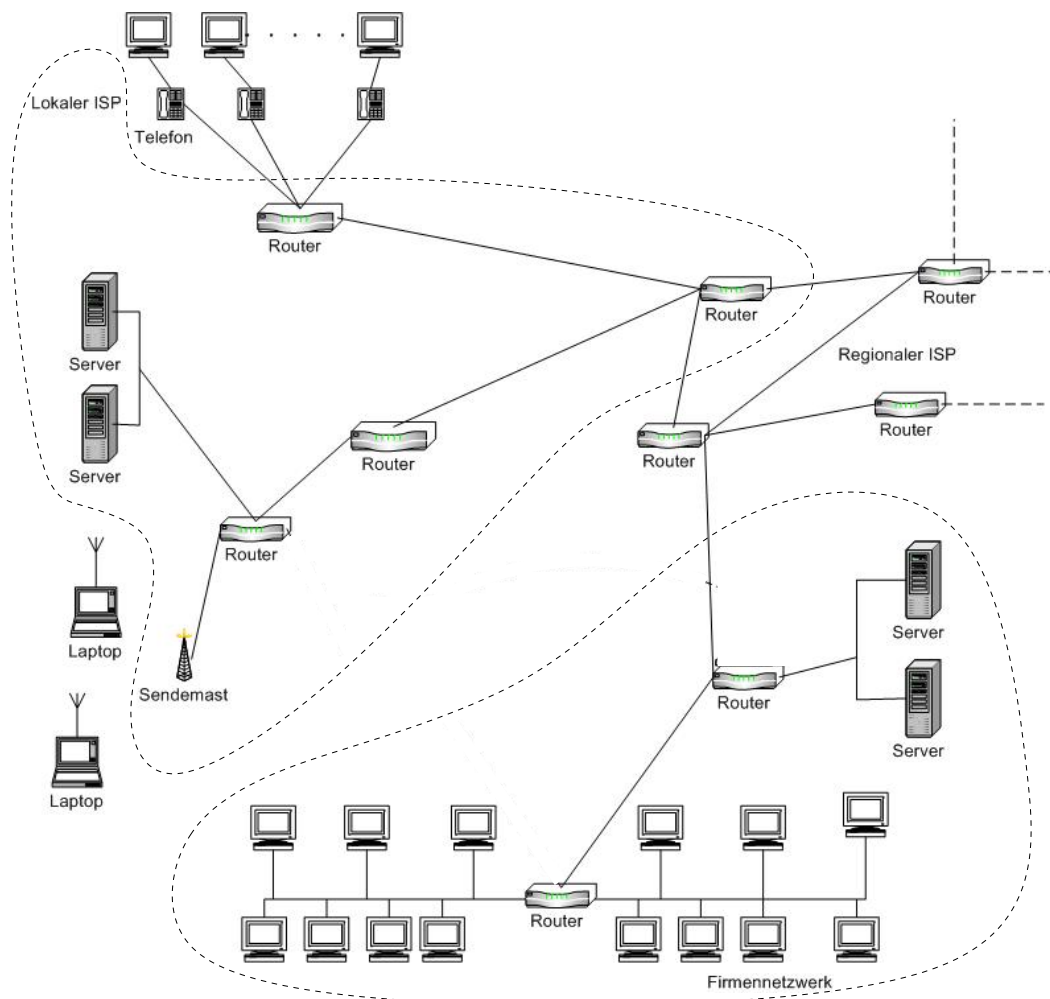 Lokaler ISP
Telefon
Router
Router
Router
Server
Regionaler ISP
Router
Router
Router
Server
Router
Laptop
Server
Sendemast
Router
Server
Laptop
Router
Firmennetzwerk